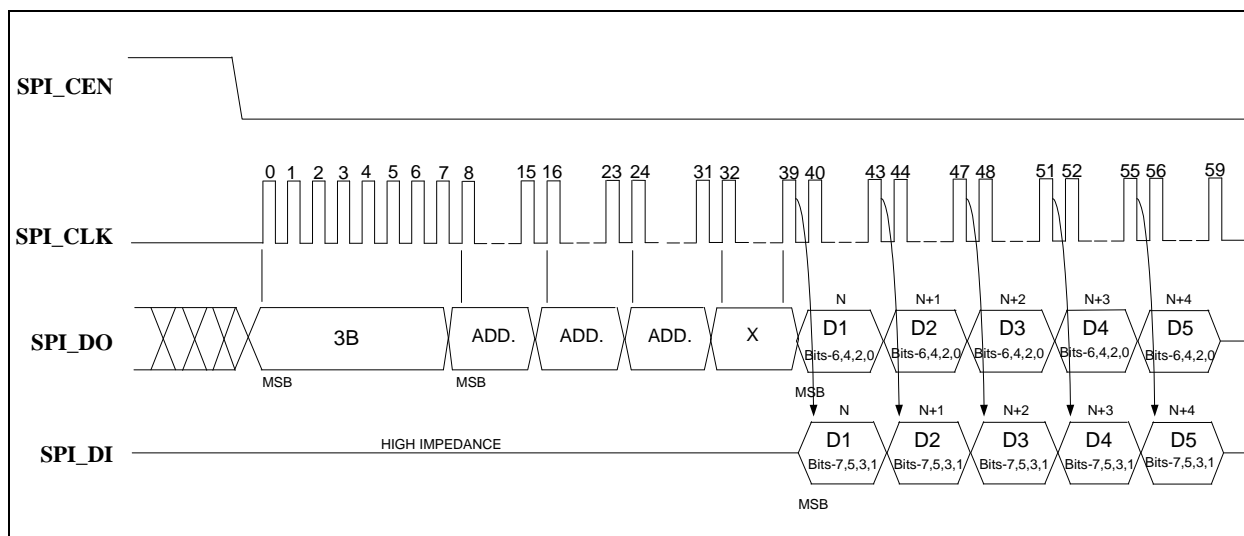 SPI_CEN
0 1 2 3 4 5 6 7 8 15 16 23 24 31 32 39 40 43 44 47 48 51 52 55 56 59
SPI_CLK
N N+1 N+2 N+3 N+4
SPI_DO
3B ADD. ADD. ADD. X D1 D2 D3 D4 D5
Bits-6,4,2,0 Bits-6,4,2,0 Bits-6,4,2,0 Bits-6,4,2,0 Bits-6,4,2,0
MSB MSB MSB
N N+1 N+2 N+3 N+4
HIGH IMPEDANCE
SPI_DI
D1 D2 D3 D4 D5
Bits-7,5,3,1 Bits-7,5,3,1 Bits-7,5,3,1 Bits-7,5,3,1 Bits-7,5,3,1
MSB